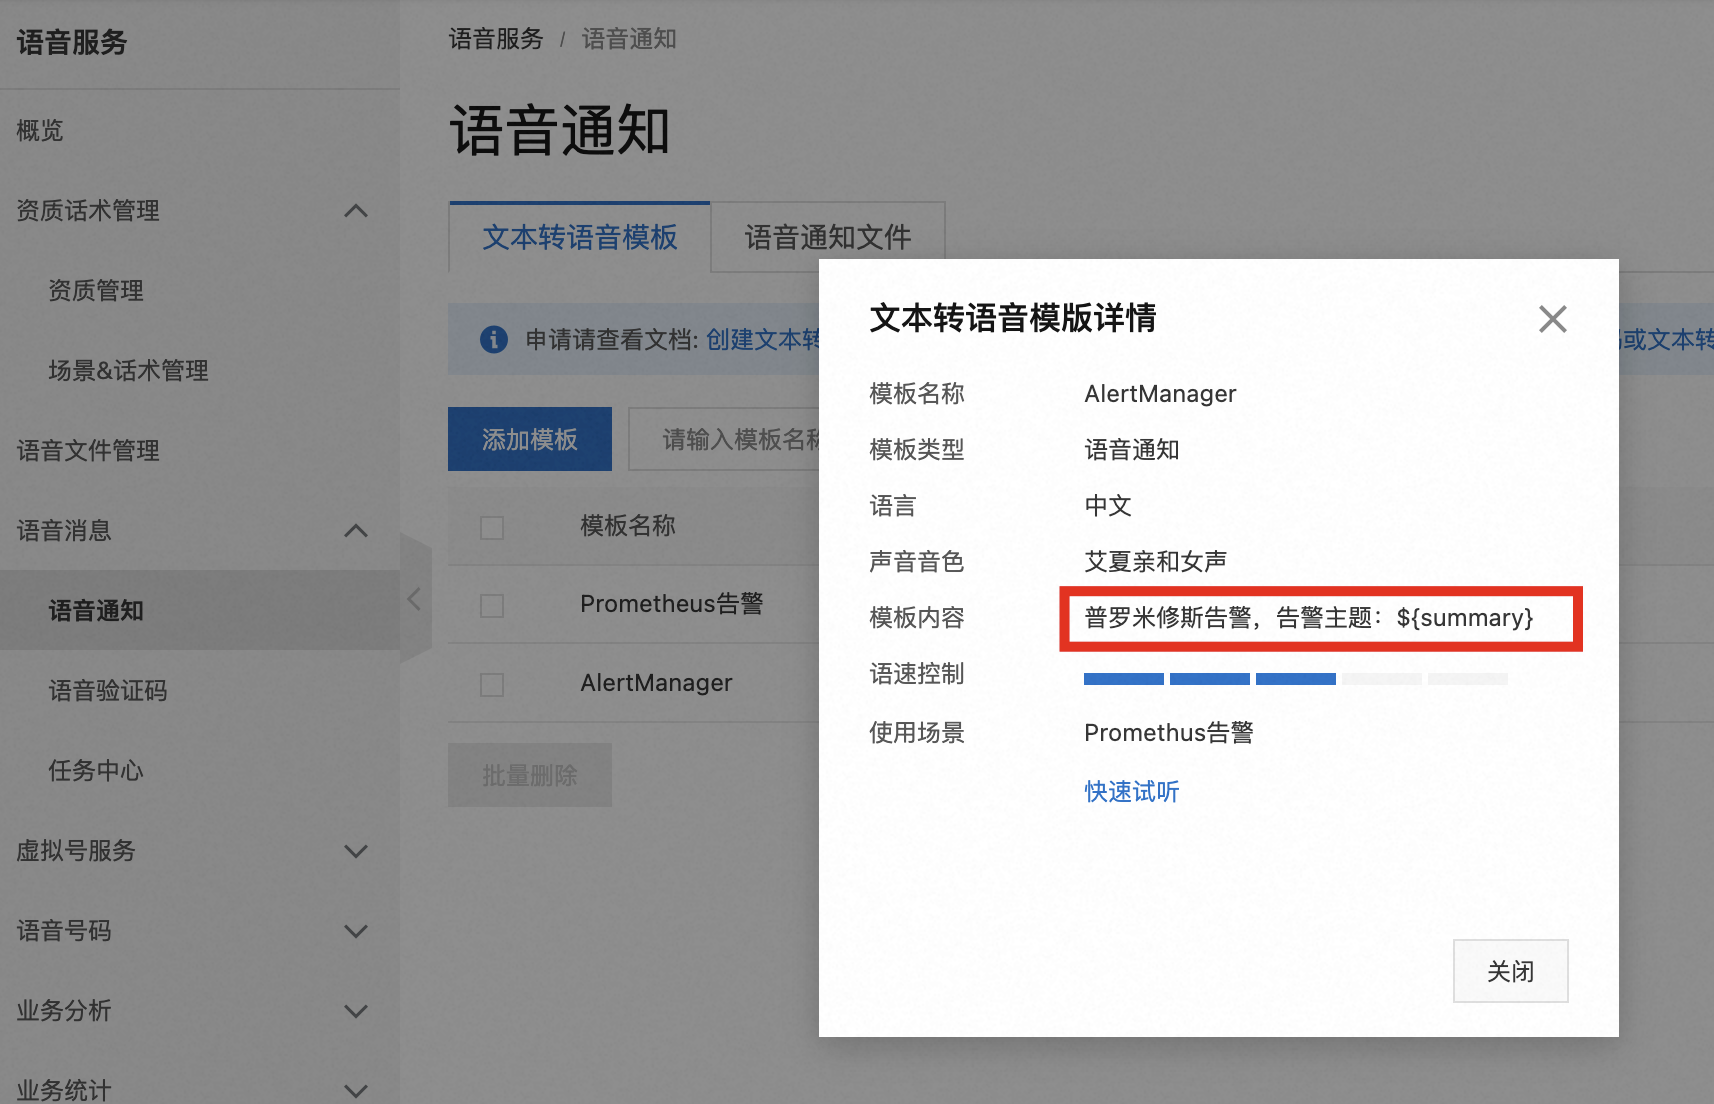 语音服务
概览
资质话术管理
资质管理
场景&话术管理
语音文件管理
语音消息
语音通知
语音验证码
任务中心
虚拟号服务
语音号码
业务分析
业务统计
语音服务 / 语音通知
语音通知
文本转语音模板 语音通知文件
申请请查看文档: 创建文本转
或文本转
添加模板 请输入模板名称
模板名称
Prometheus告警
AlertManager
批量删除
文本转语音模版详情
模板名称 AlertManager
模板类型 语音通知
语言 中文
声音音色 艾夏亲和女声
模板内容 普罗米修斯告警，告警主题：${summary}
语速控制
使用场景 Promethus告警
快速试听
关闭